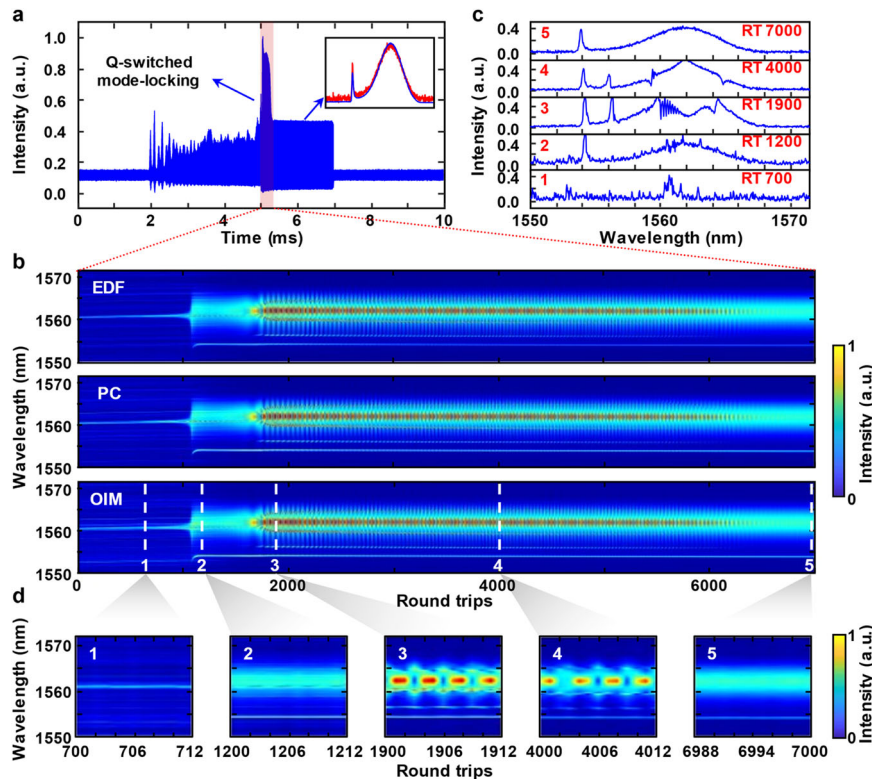 a
Intensity (a.u.)
1.0
0.8
0.6
0.4
0.2
0.0
Q-switched
mode-locking
0 2 4 6 8 10
Time (ms)
c
Intensity (a.u.)
0.4 5 RT 7000
0.0
0.4 4 RT 4000
0.0
0.4 3 RT 1900
0.0
0.4 2 RT 1200
0.0
0.4 1 RT 700
0.0
1550 1560 1570
Wavelength (nm)
b
Wavelength (nm)
1570 EDF
1560
1550
1570 PC
1560
1550
1570 OIM
1560
1550 1 2 3 4 5
0 2000 4000 6000
Round trips
1
0
Intensity (a.u.)
d
Wavelength (nm)
1570 1 2 3 4 5
1560
1550
700 706 712 1200 1206 1212 1900 1906 1912 4000 4006 4012 6988 6994 7000
Round trips
1
0
Intensity (a.u.)